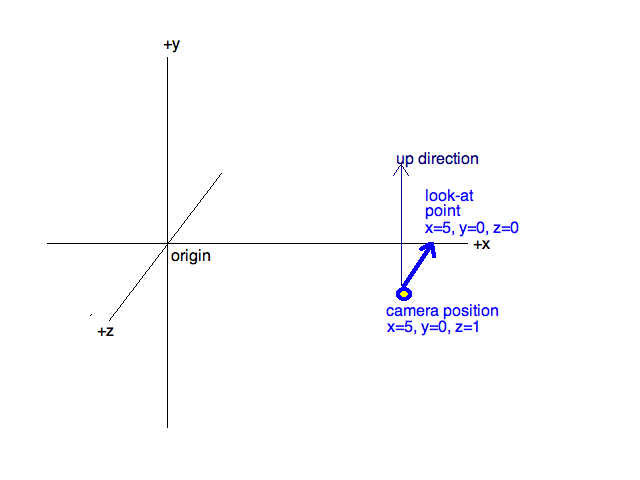 +y
up direction
look-at
point
x=5, y=0, z=0
+x
origin
camera position
x=5, y=0, z=1
+z